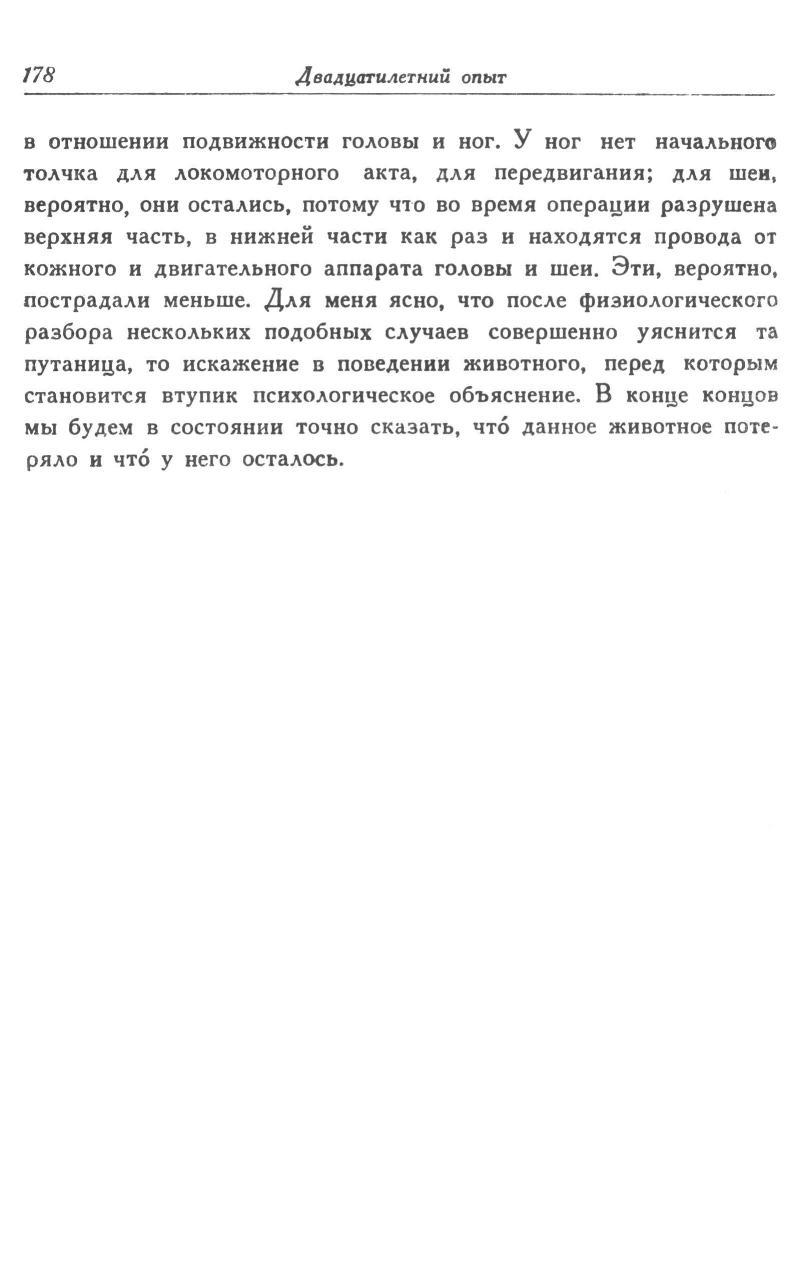 178 Двадцатилетний опыт
в отношении подвижности головы и ног. У ног нет начального
толчка для локомоторного акта, для передвигания; для шеи,
вероятно, они остались, потому что во время операции разрушена
верхняя часть, в нижней части как раз и находятся провода от
кожного и двигательного аппарата головы и шеи. Эти, вероятно,
пострадали меньше. Для меня ясно, что после физиологического
разбора нескольких подобных случаев совершенно уяснится та
путаница, то искажение в поведении животного, перед которым
становится втупик психологическое объяснение. В конце концов
мы будем в состоянии точно сказать, что́ данное животное поте-
ряло и что́ у него осталось.